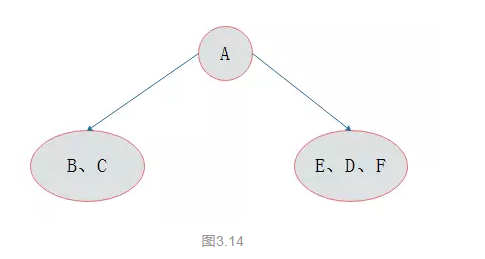 A
B、C
E、D、F
图3.14